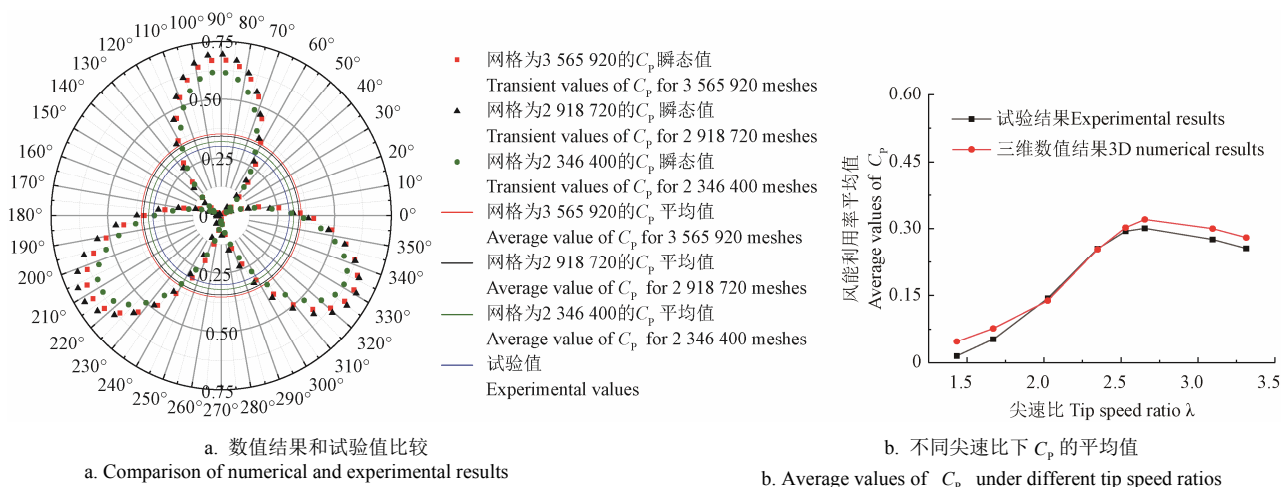 0°
10°
20°
30°
40°
50°
60°
70°
80°
90°
100°
110°
120°
130°
140°
150°
160°
170°
180°
190°
200°
210°
220°
230°
240°
250°
260°
270°
280°
290°
300°
310°
320°
330°
340°
350°
0.75
0.50
0.25
0
0.25
0.50
0.75
网格为3 565 920的CP 瞬态值
Transient values of CP for 3 565 920 meshes
网格为2 918 720的CP 瞬态值
Transient values of CP for 2 918 720 meshes
网格为2 346 400的CP 瞬态值
Transient values of CP for 2 346 400 meshes
网格为3 565 920的CP 平均值
Average value of CP for 3 565 920 meshes
网格为2 918 720的CP 平均值
Average value of CP for 2 918 720 meshes
网格为2 346 400的CP 平均值
Average value of CP for 2 346 400 meshes
试验值
Experimental values
a. 数值结果和试验值比较
a. Comparison of numerical and experimental results
风能利用率平均值
Average values of CP
0.60
0.45
0.30
0.15
0
试验结果Experimental results
三维数值结果3D numerical results
1.5 2.0 2.5 3.0 3.5
尖速比 Tip speed ratio λ
b. 不同尖速比下 CP 的平均值
b. Average values of CP under different tip speed ratios